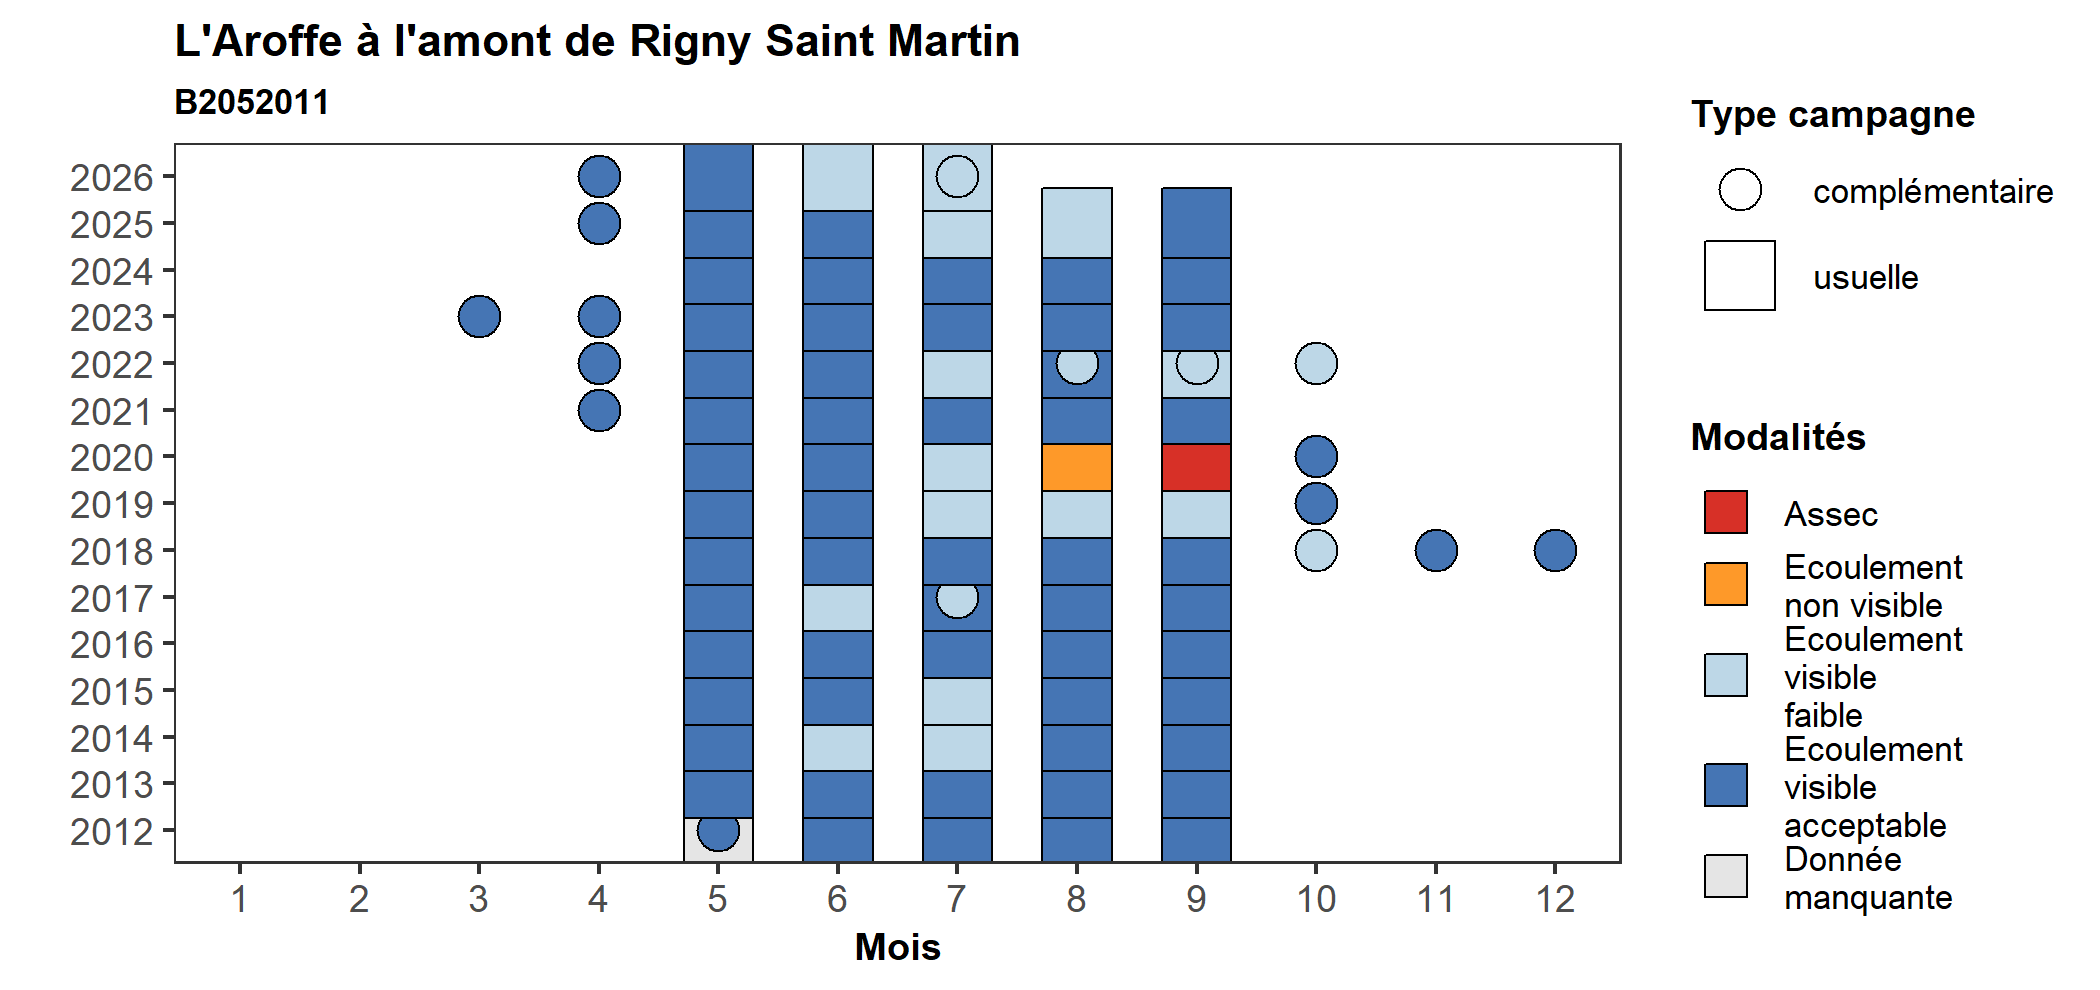 L'Aroffe à l'amont de Rigny Saint Martin
B2052011
2026
2025
2024
2023
2022
2021
2020
2019
2018
2017
2016
2015
2014
2013
2012
1 2 3 4 5 6 7 8 9 10 11 12
Mois
Type campagne
complémentaire
usuelle
Modalités
Assec
Ecoulement
non visible
Ecoulement
visible
faible
Ecoulement
visible
acceptable
Donnée
manquante